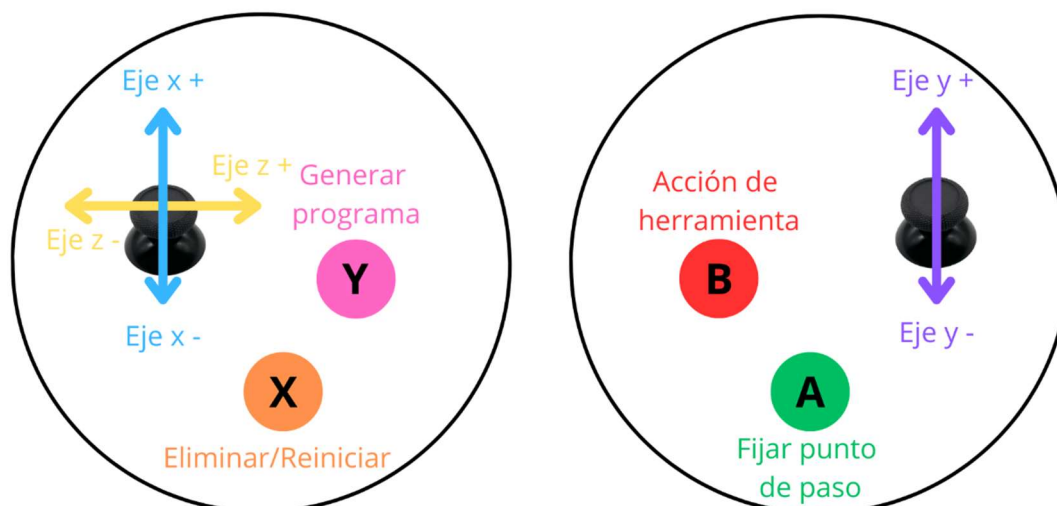 Eje x +
Eje z +
Eje z -
Eje x -
Generar
programa
Y
X
Eliminar/Reiniciar
Eje y +
Acción de
herramienta
B
Eje y -
A
Fijar punto
de paso